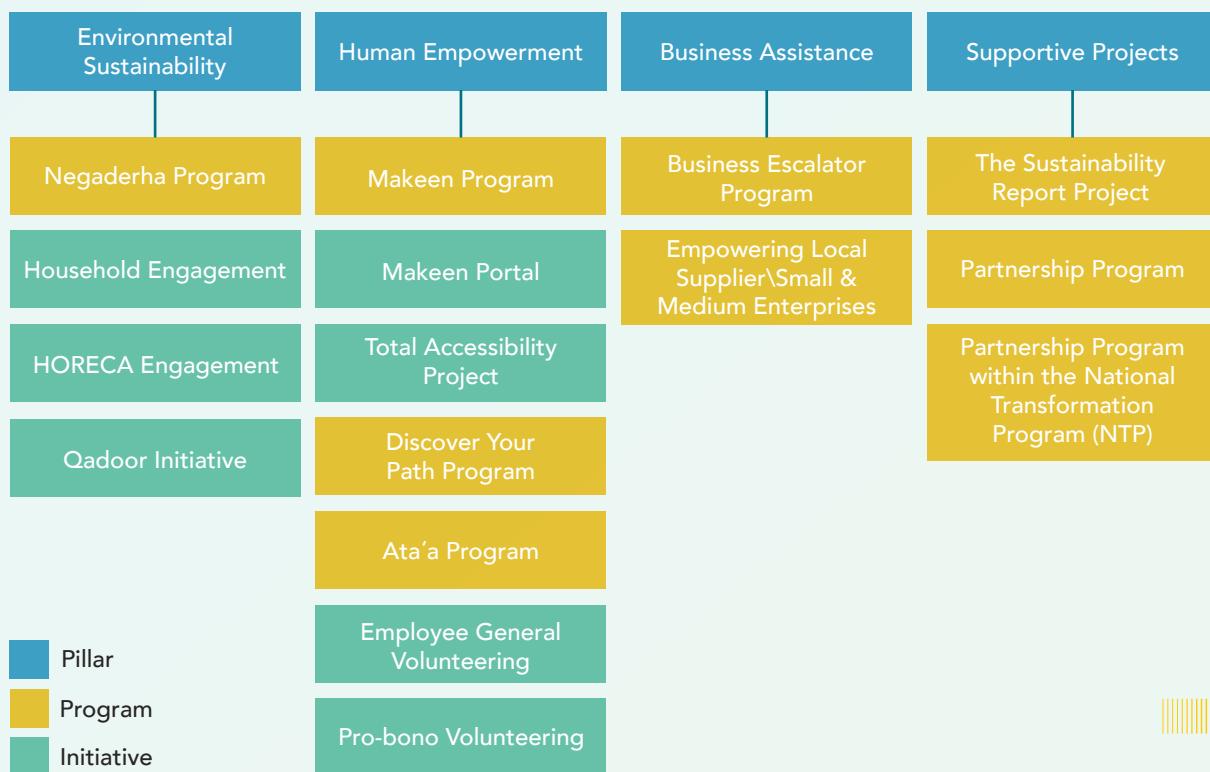 Environmental
Sustainability
Negaderha Program
Household Engagement
HORECA Engagement
Qadoor Initiative
Human Empowerment
Makeen Program
Makeen Portal
Total Accessibility
Project
Discover Your
Path Program
Ata´a Program
Employee General
Volunteering
Pro-bono Volunteering
Business Assistance
Business Escalator
Program
Empowering Local
Supplier\Small &
Medium Enterprises
Supportive Projects
The Sustainability
Report Project
Partnership Program
Partnership Program
within the National
Transformation
Program (NTP)
Pillar
Program
Initiative